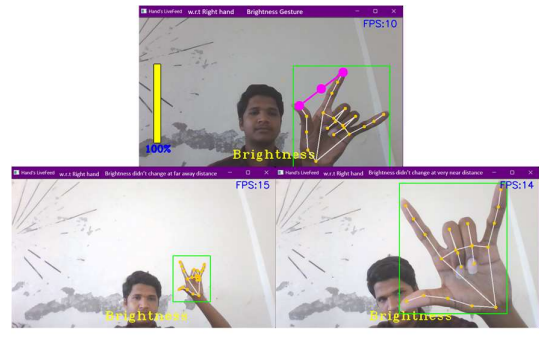 Hand's LiveFeed w.r.t Right hand Brightness Gesture
FPS:10
100%
Brightness
Hand's LiveFeed w.r.t Right hand Brightness didn't change at far away distance
FPS:15
Brightness
Hand's LiveFeed w.r.t Right hand Brightness didn't change at very near distance
FPS:14
Brightness